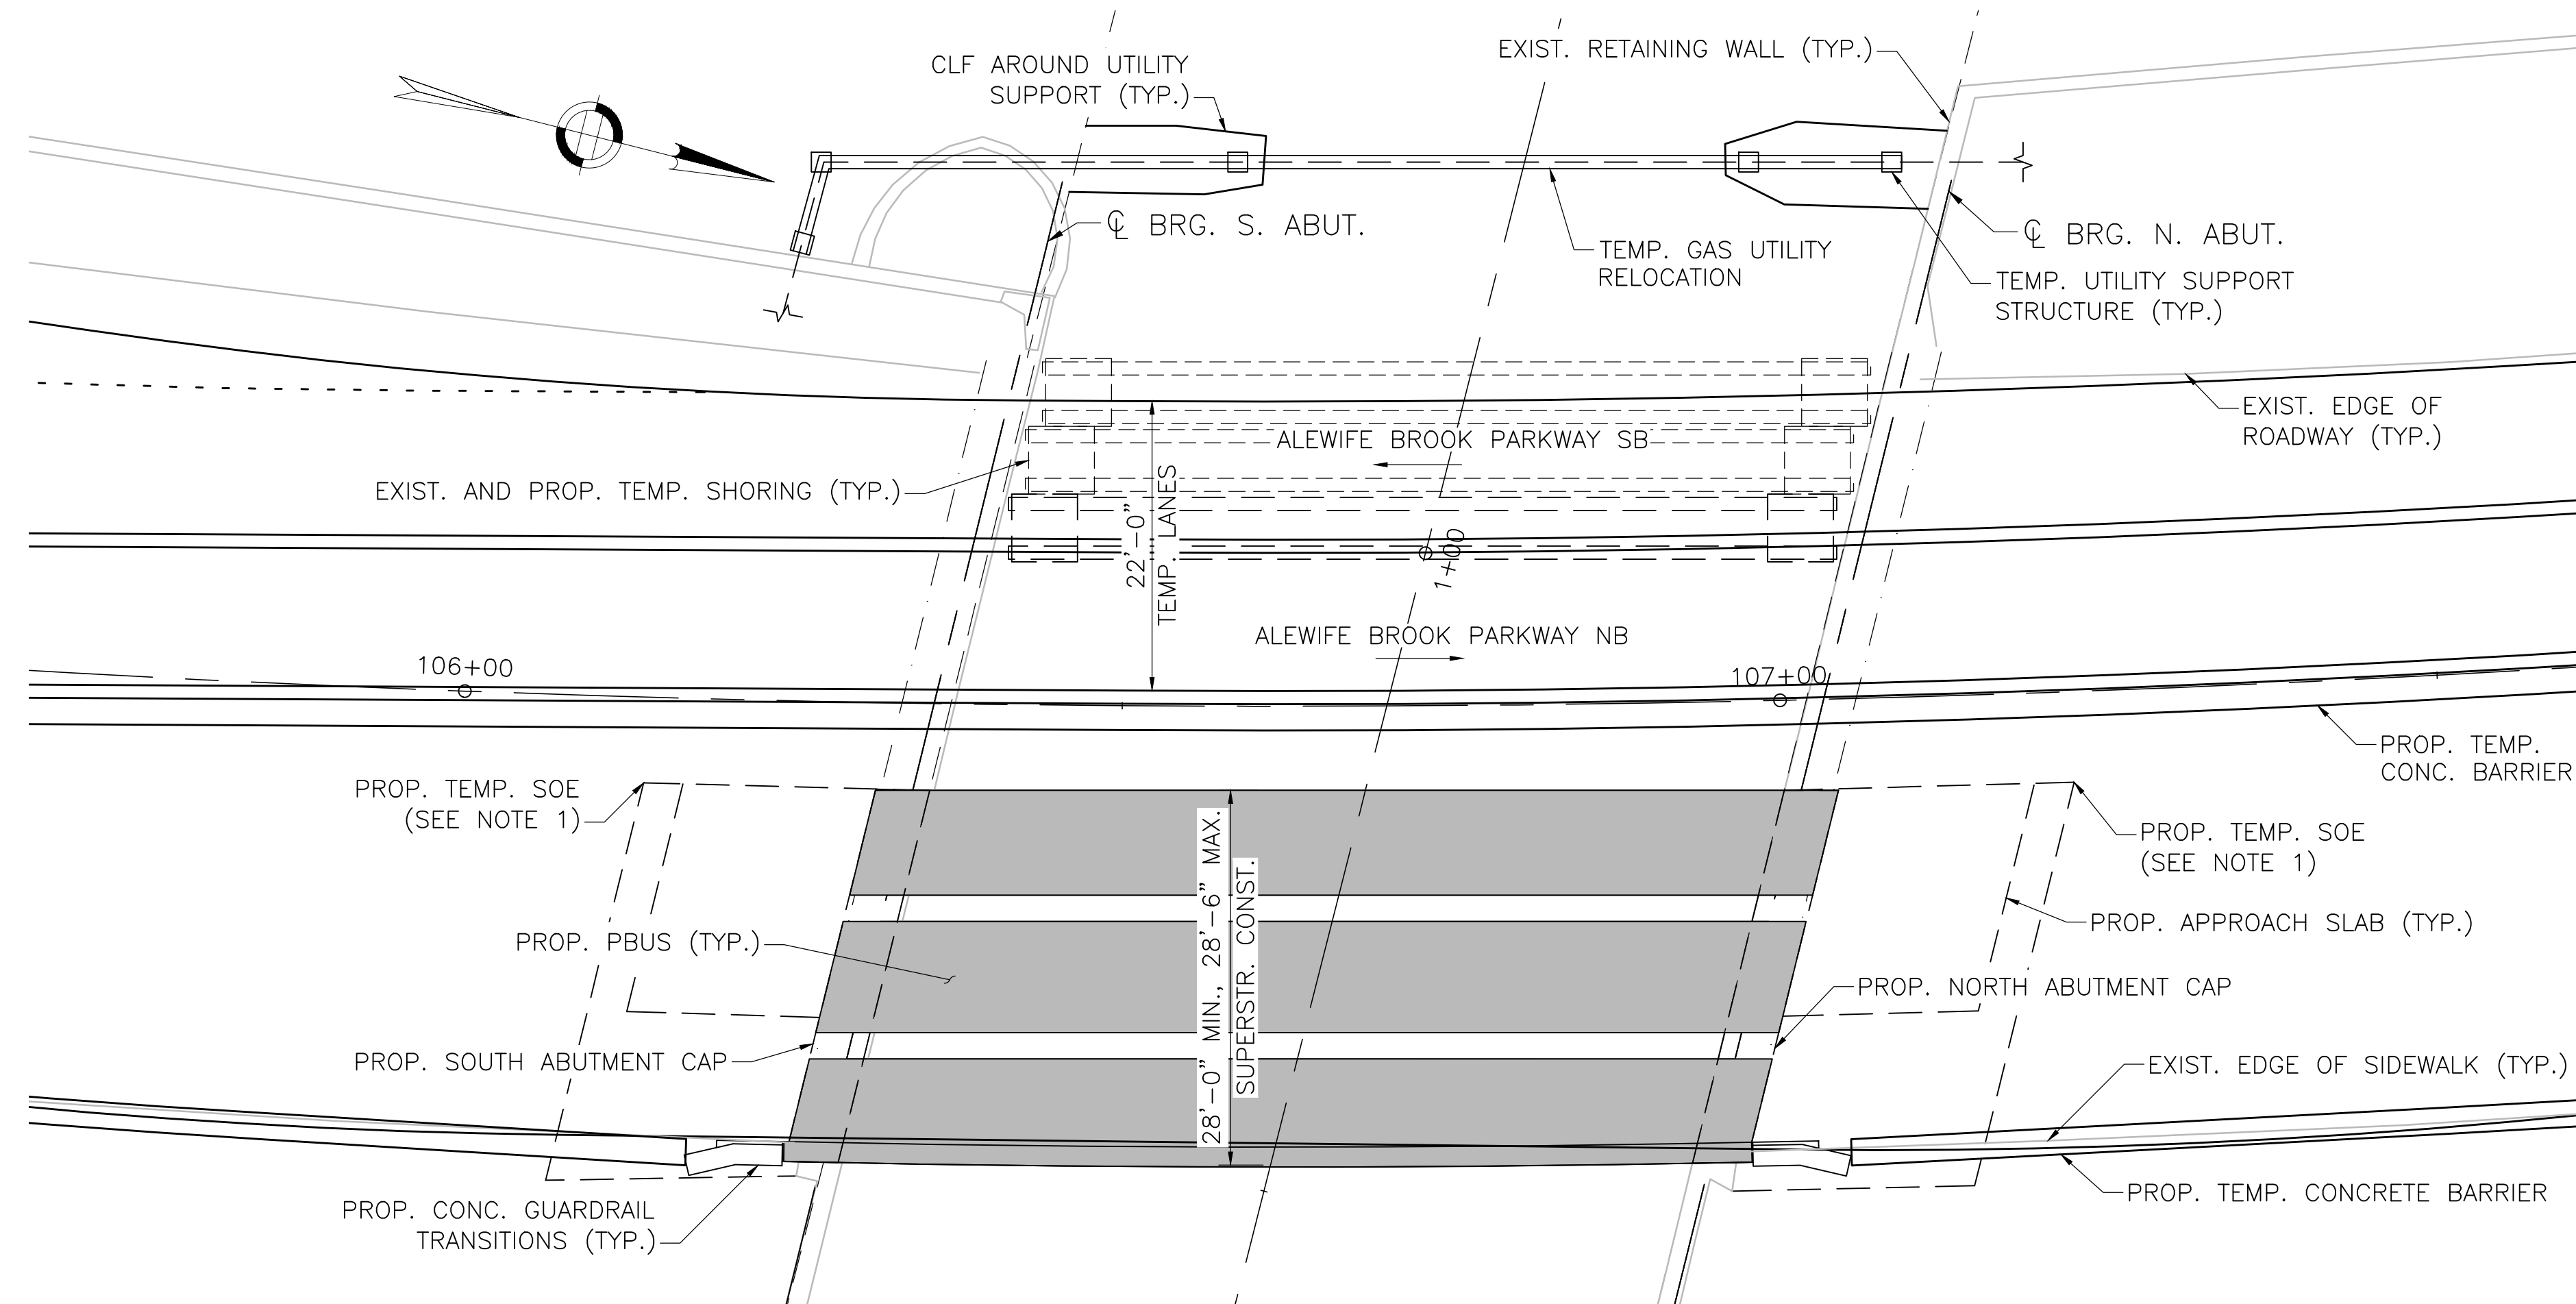 CLF AROUND UTILITY
SUPPORT (TYP.)
EXIST. RETAINING WALL (TYP.)
℄ BRG. S. ABUT.
℄ BRG. N. ABUT.
TEMP. GAS UTILITY
RELOCATION
TEMP. UTILITY SUPPORT
STRUCTURE (TYP.)
EXIST. EDGE OF
ROADWAY (TYP.)
ALEWIFE BROOK PARKWAY SB
EXIST. AND PROP. TEMP. SHORING (TYP.)
22'-0"
TEMP. LANES
1+00
ALEWIFE BROOK PARKWAY NB
106+00
107+00
PROP. TEMP.
CONC. BARRIER
PROP. TEMP. SOE
(SEE NOTE 1)
PROP. TEMP. SOE
(SEE NOTE 1)
28'-0" MIN., 28'-6" MAX.
SUPERSTR. CONST.
PROP. APPROACH SLAB (TYP.)
PROP. PBUS (TYP.)
PROP. NORTH ABUTMENT CAP
PROP. SOUTH ABUTMENT CAP
EXIST. EDGE OF SIDEWALK (TYP.)
PROP. TEMP. CONCRETE BARRIER
PROP. CONC. GUARDRAIL
TRANSITIONS (TYP.)